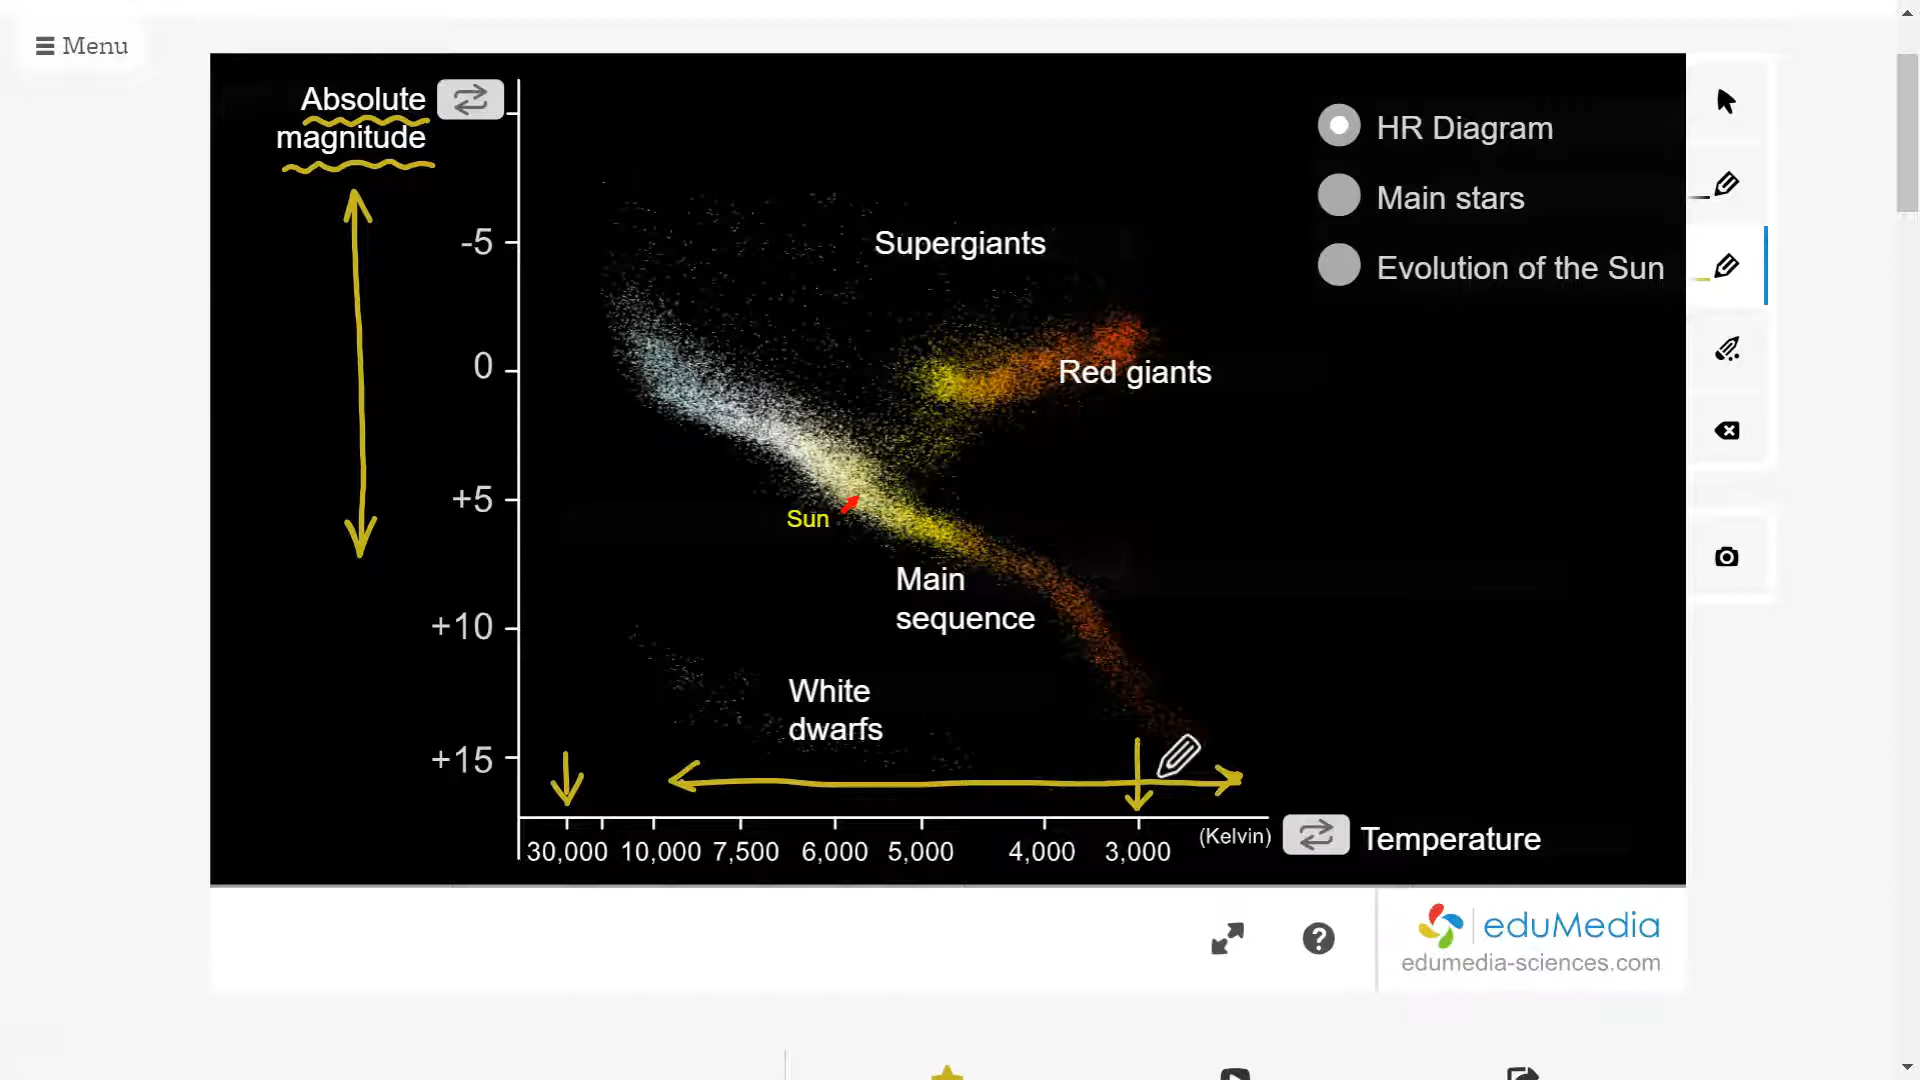 Menu
Absolute
magnitude
HR Diagram
Main stars
Evolution of the Sun
Supergiants
-5
0
Red giants
+5
Sun
Main
sequence
+10
White
dwarfs
+15
(Kelvin)
Temperature
30,000 10,000 7,500 6,000 5,000 4,000 3,000
eduMedia
edumedia-sciences.com